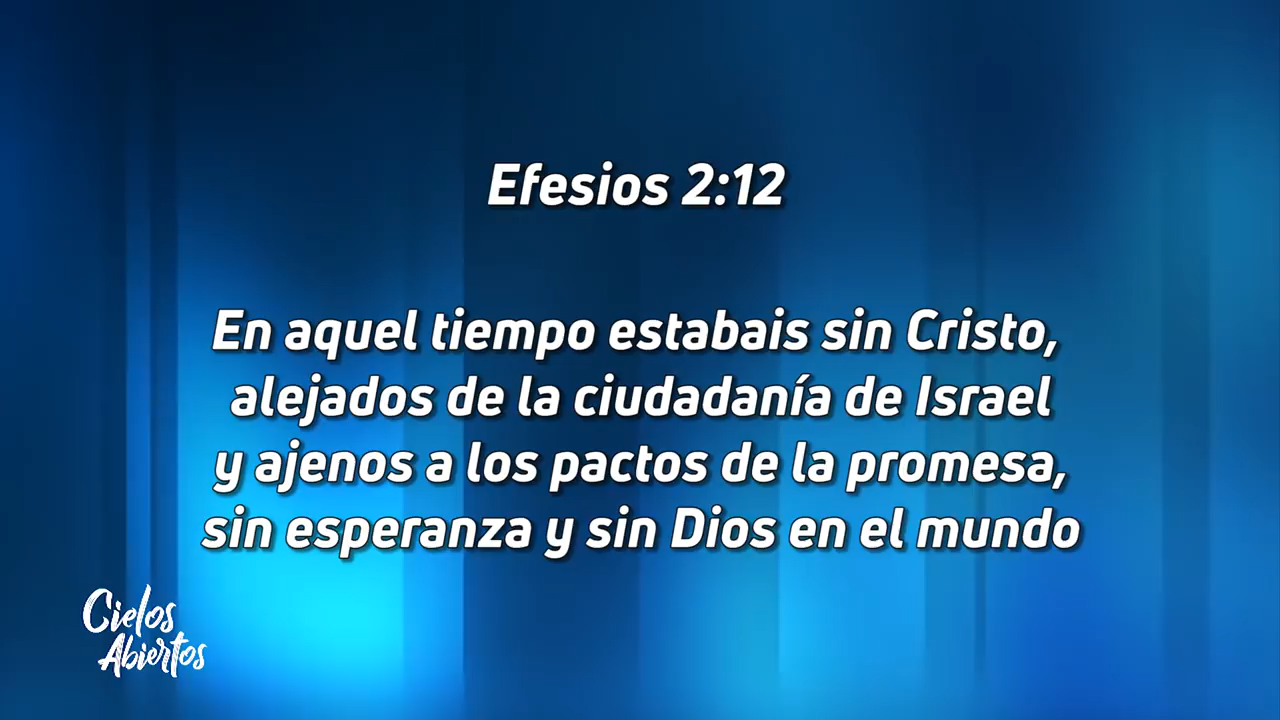 Efesios 2:12
En aquel tiempo estabais sin Cristo,
alejados de la ciudadanía de Israel
y ajenos a los pactos de la promesa,
sin esperanza y sin Dios en el mundo
Cielos
Abiertos